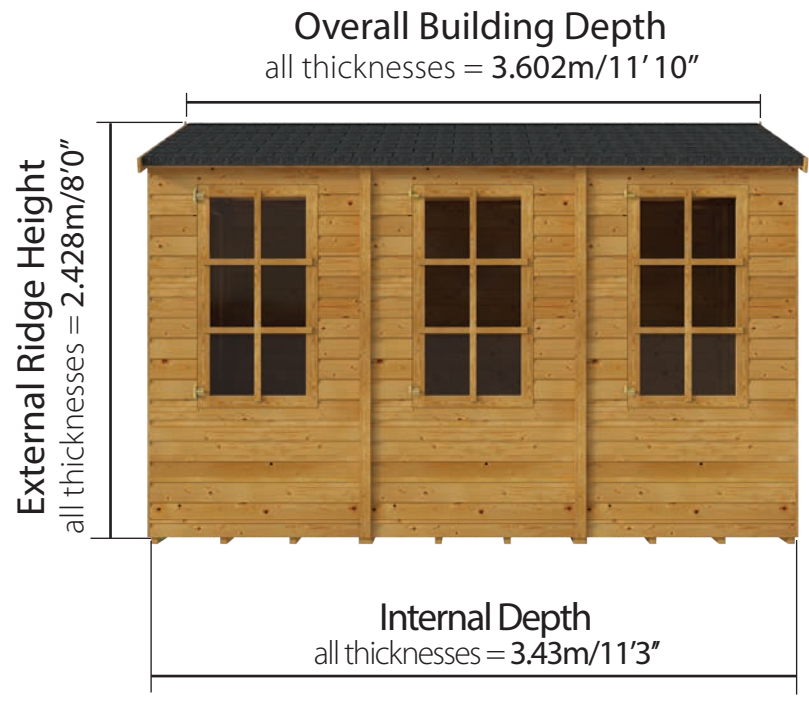 Overall Building Depth
all thicknesses = 3.602m/11' 10"
External Ridge Height
all thicknesses = 2.428m/8'0"
Internal Depth
all thicknesses = 3.43m/11'3"